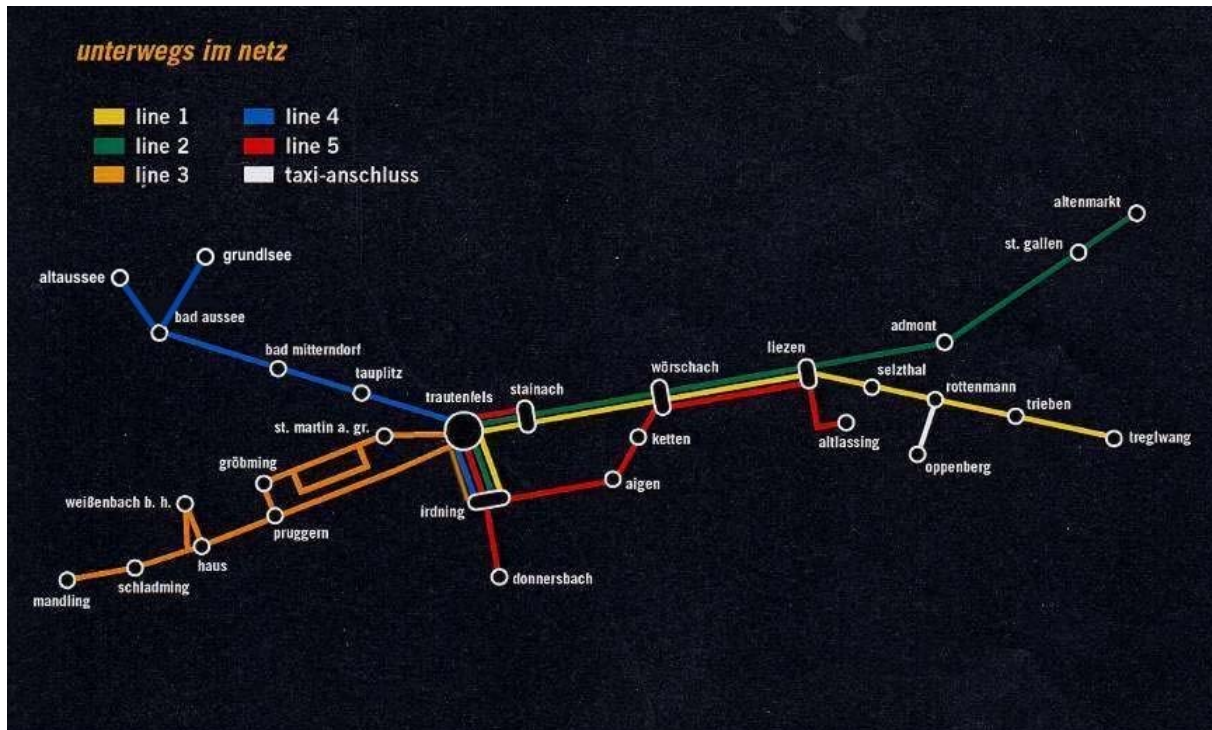 unterwegs im netz
line 1
line 2
line 3
line 4
line 5
taxi-anschluss
altenmarkt
st. gallen
grundlsee
altaussee
bad aussee
admont
liezen
bad mitterndorf
wörschach
selzthal
tauplitz
rottenmann
stainach
trautenfels
trieben
st. martin a. gr.
ketten
altlassing
treglwang
gröbming
oppenberg
aigen
weißenbach b. h.
irdning
pruggern
haus
donnersbach
schladming
mandling